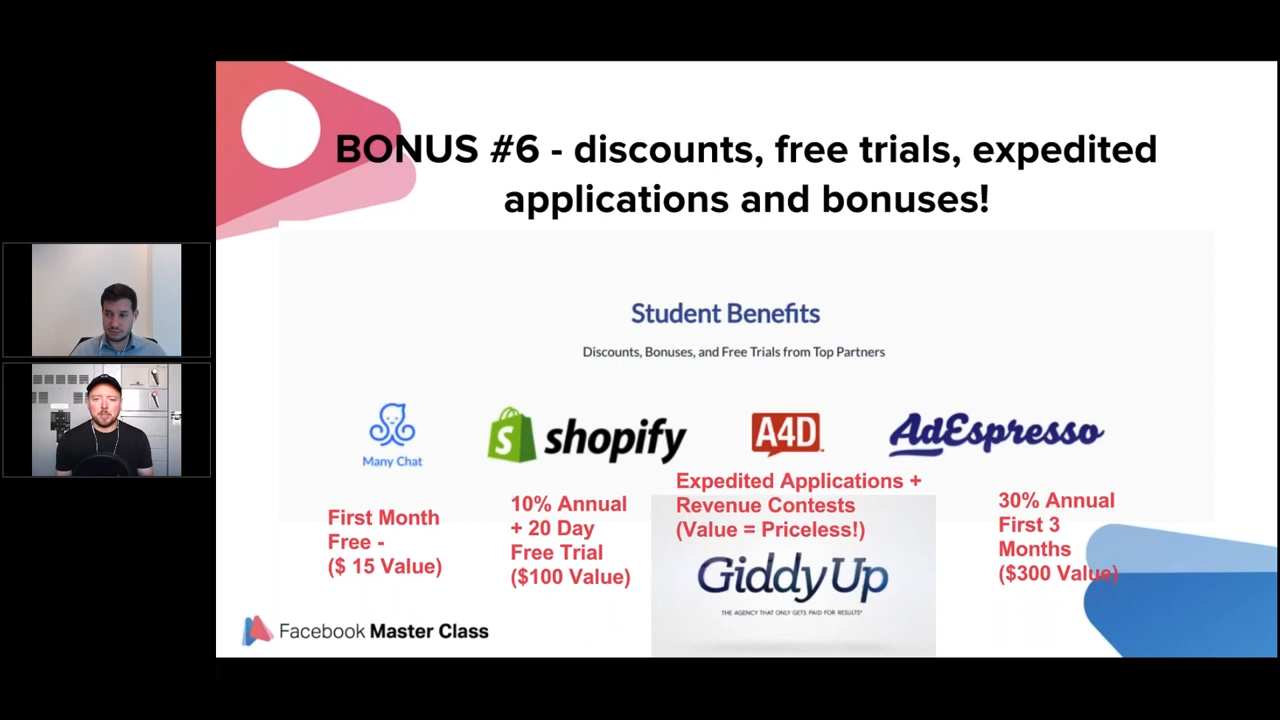 BONUS #6 - discounts, free trials, expedited
applications and bonuses!
Student Benefits
Discounts, Bonuses, and Free Trials from Top Partners
Many Chat
shopify
A4D
AdEspresso
First Month
Free -
($ 15 Value)
10% Annual
+ 20 Day
Free Trial
($100 Value)
Expedited Applications +
Revenue Contests
(Value = Priceless!)
GiddyUp
THE AGENCY THAT ONLY GETS PAID FOR RESULTS®
30% Annual
First 3
Months
($300 Value)
Facebook Master Class